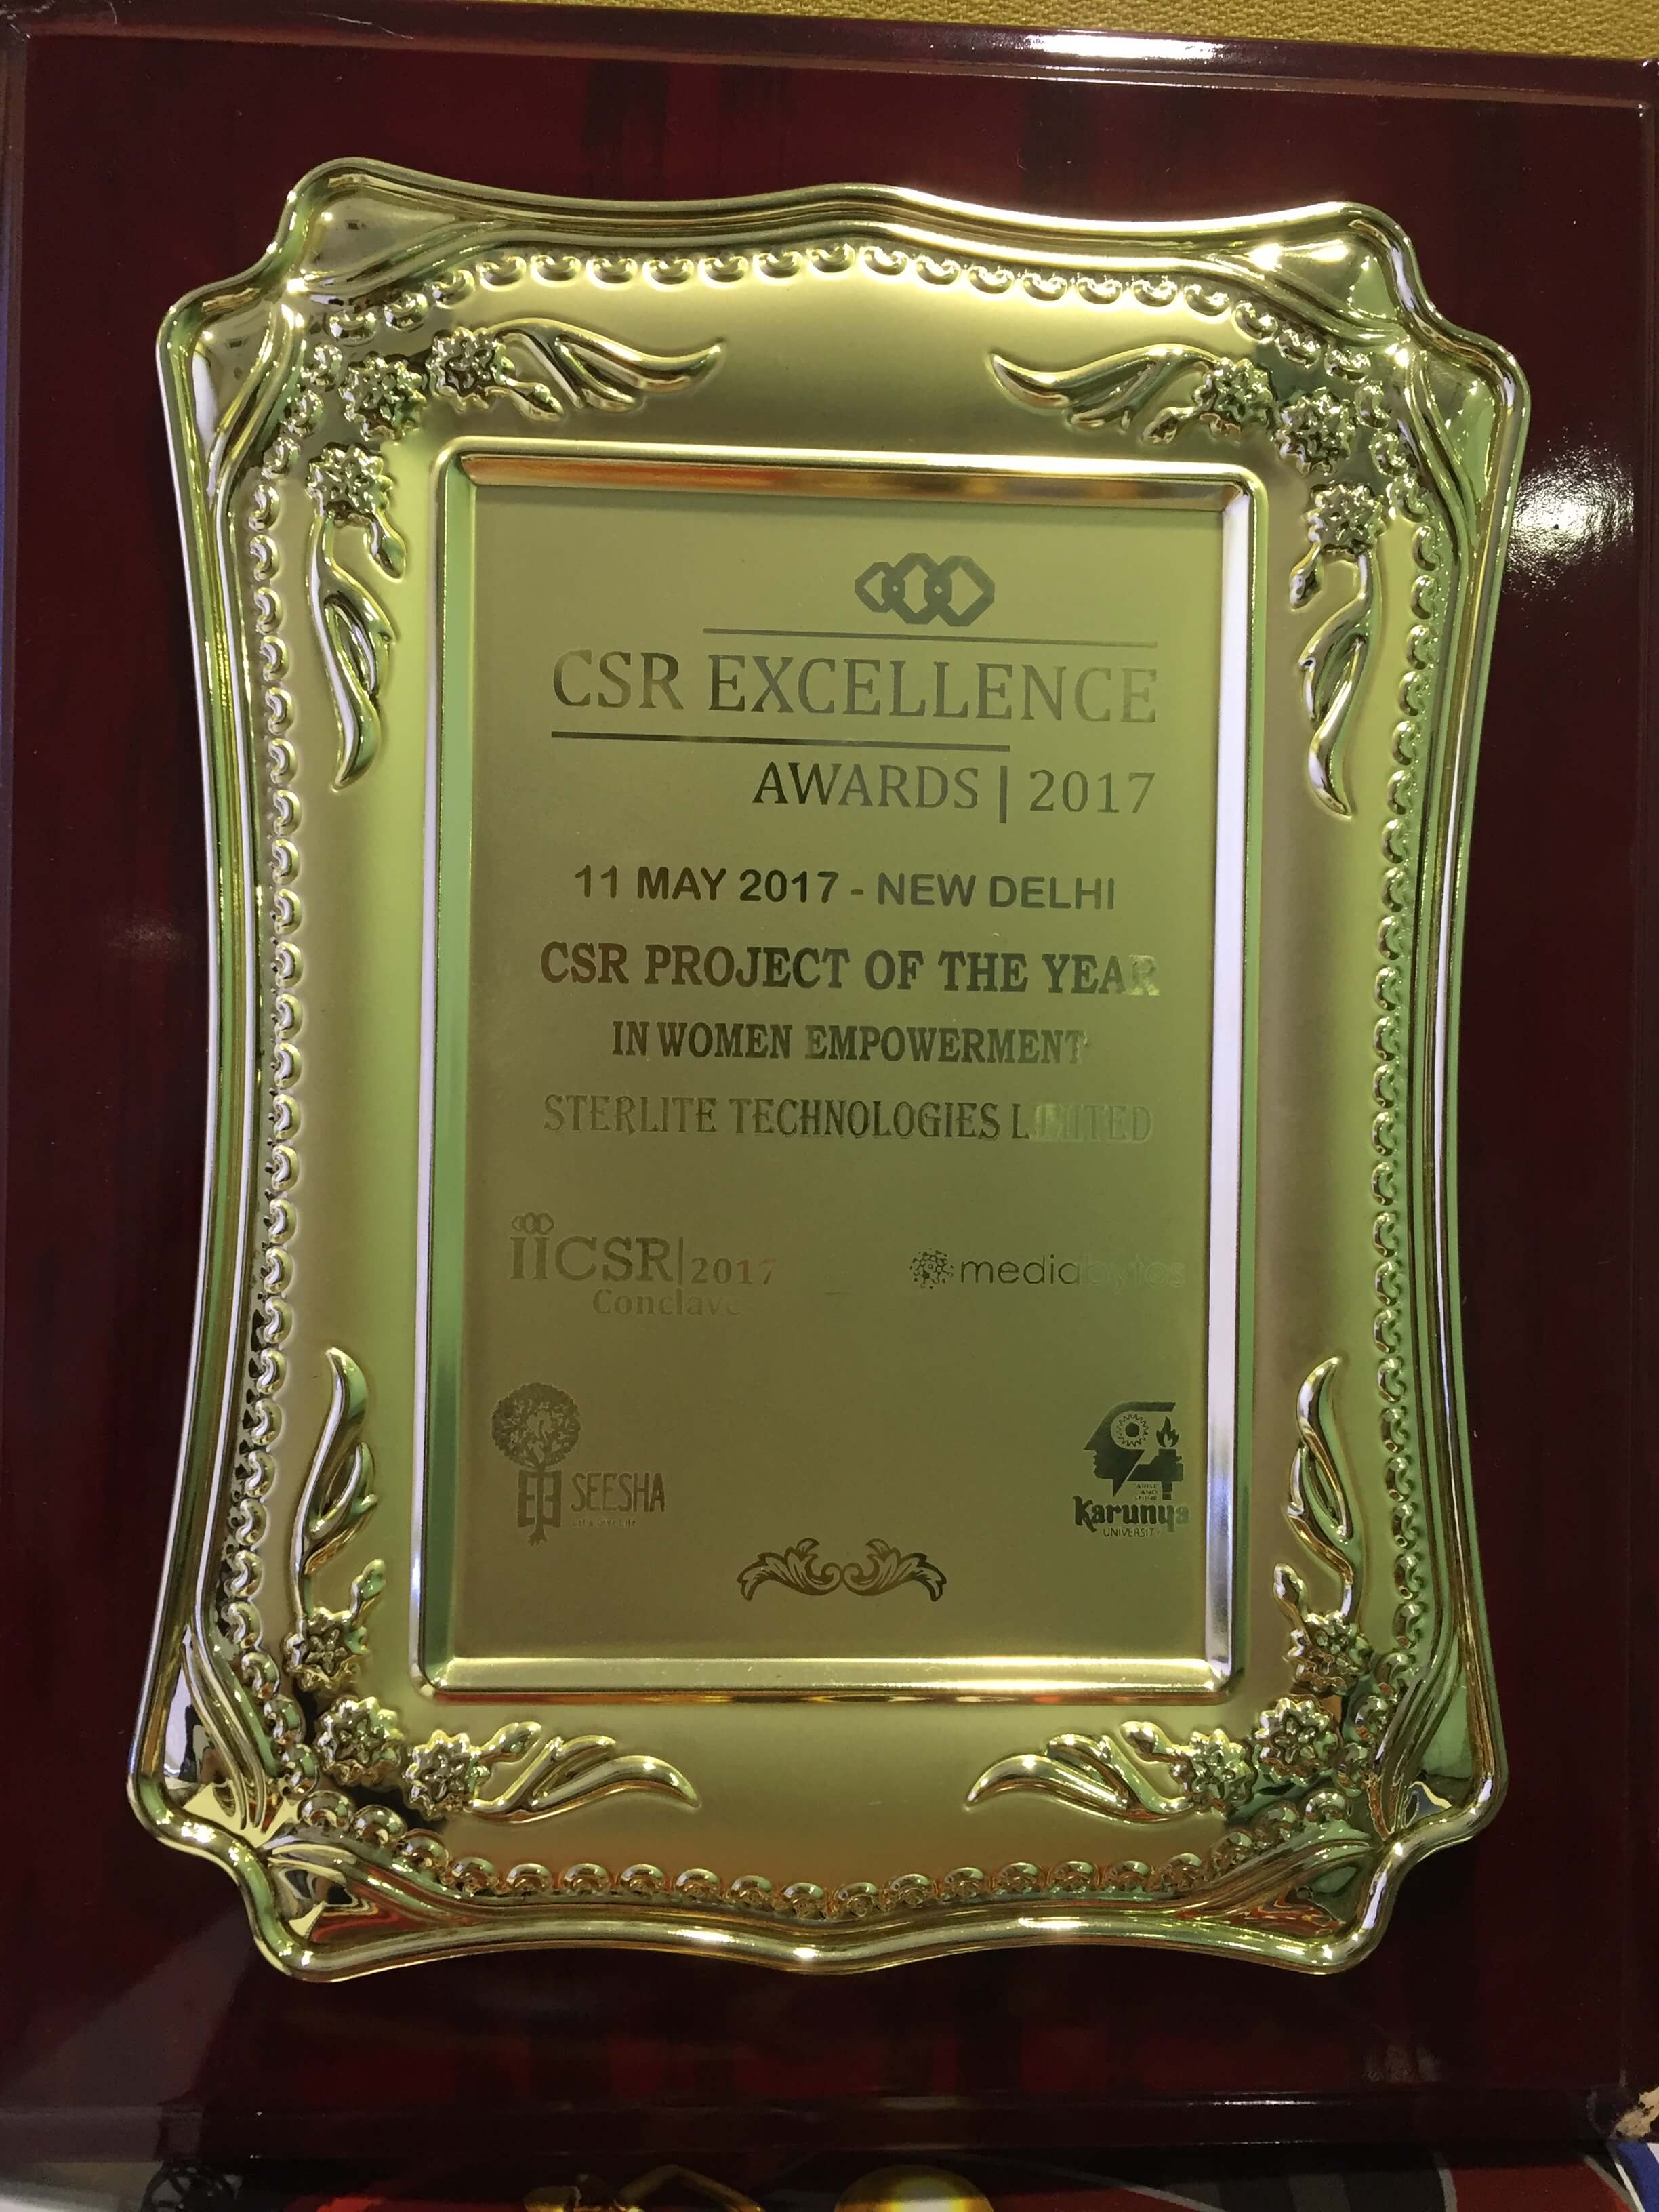 CSR EXCELLENCE
AWARDS | 2017
11 MAY 2017 - NEW DELHI
CSR PROJECT OF THE YEAR
IN WOMEN EMPOWERMENT
STERLITE TECHNOLOGIES LIMITED
iiCSR | 2017
Conclave
mediabytes
SEESHA
Karunya
UNIVERSITY